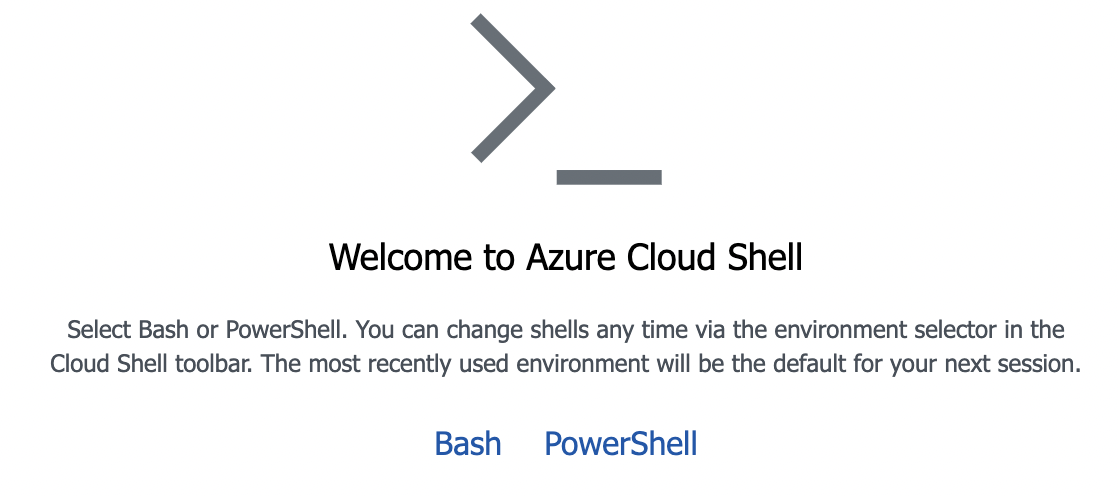 Welcome to Azure Cloud Shell
Select Bash or PowerShell. You can change shells any time via the environment selector in the
Cloud Shell toolbar. The most recently used environment will be the default for your next session.
Bash PowerShell